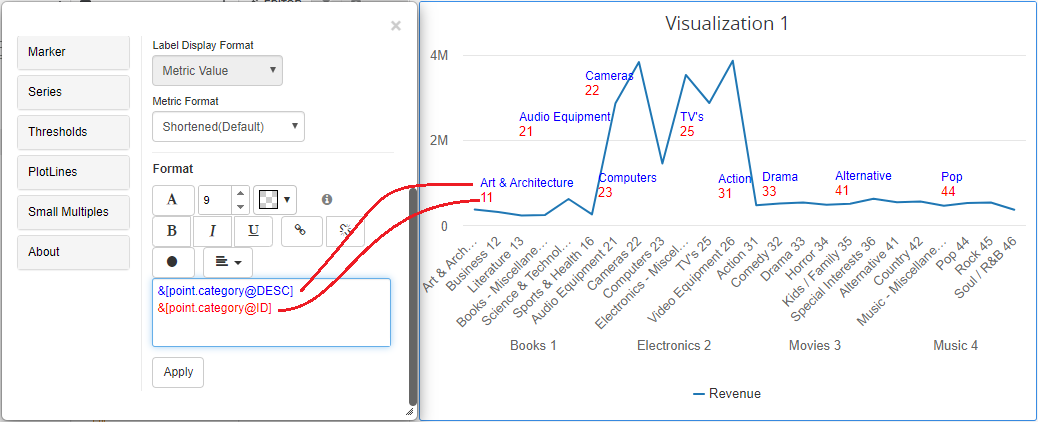 ×
Marker
Series
Thresholds
PlotLines
Small Multiples
About
Label Display Format
Metric Value
Metric Format
Shortened(Default)
Format
A
9
B I U
&[point.category@DESC]
&[point.category@ID]
Apply
Visualization 1
4M
2M
0
Cameras
22
Audio Equipment
21
TV's
25
Art & Architecture
11
Computers
23
Action
31
Drama
33
Alternative
41
Pop
44
Art & Arch...
Business 12
Literature 13
Books - Miscellane...
Science & Technol...
Sports & Health 16
Audio Equipment 21
Cameras 22
Computers 23
Electronics - Miscel...
TV's 25
Video Equipment 26
Action 31
Comedy 32
Drama 33
Horror 34
Kids / Family 35
Special Interests 36
Alternative 41
Country 42
Music - Miscellane...
Pop 44
Rock 45
Soul / R&B 46
Books 1
Electronics 2
Movies 3
Music 4
Revenue